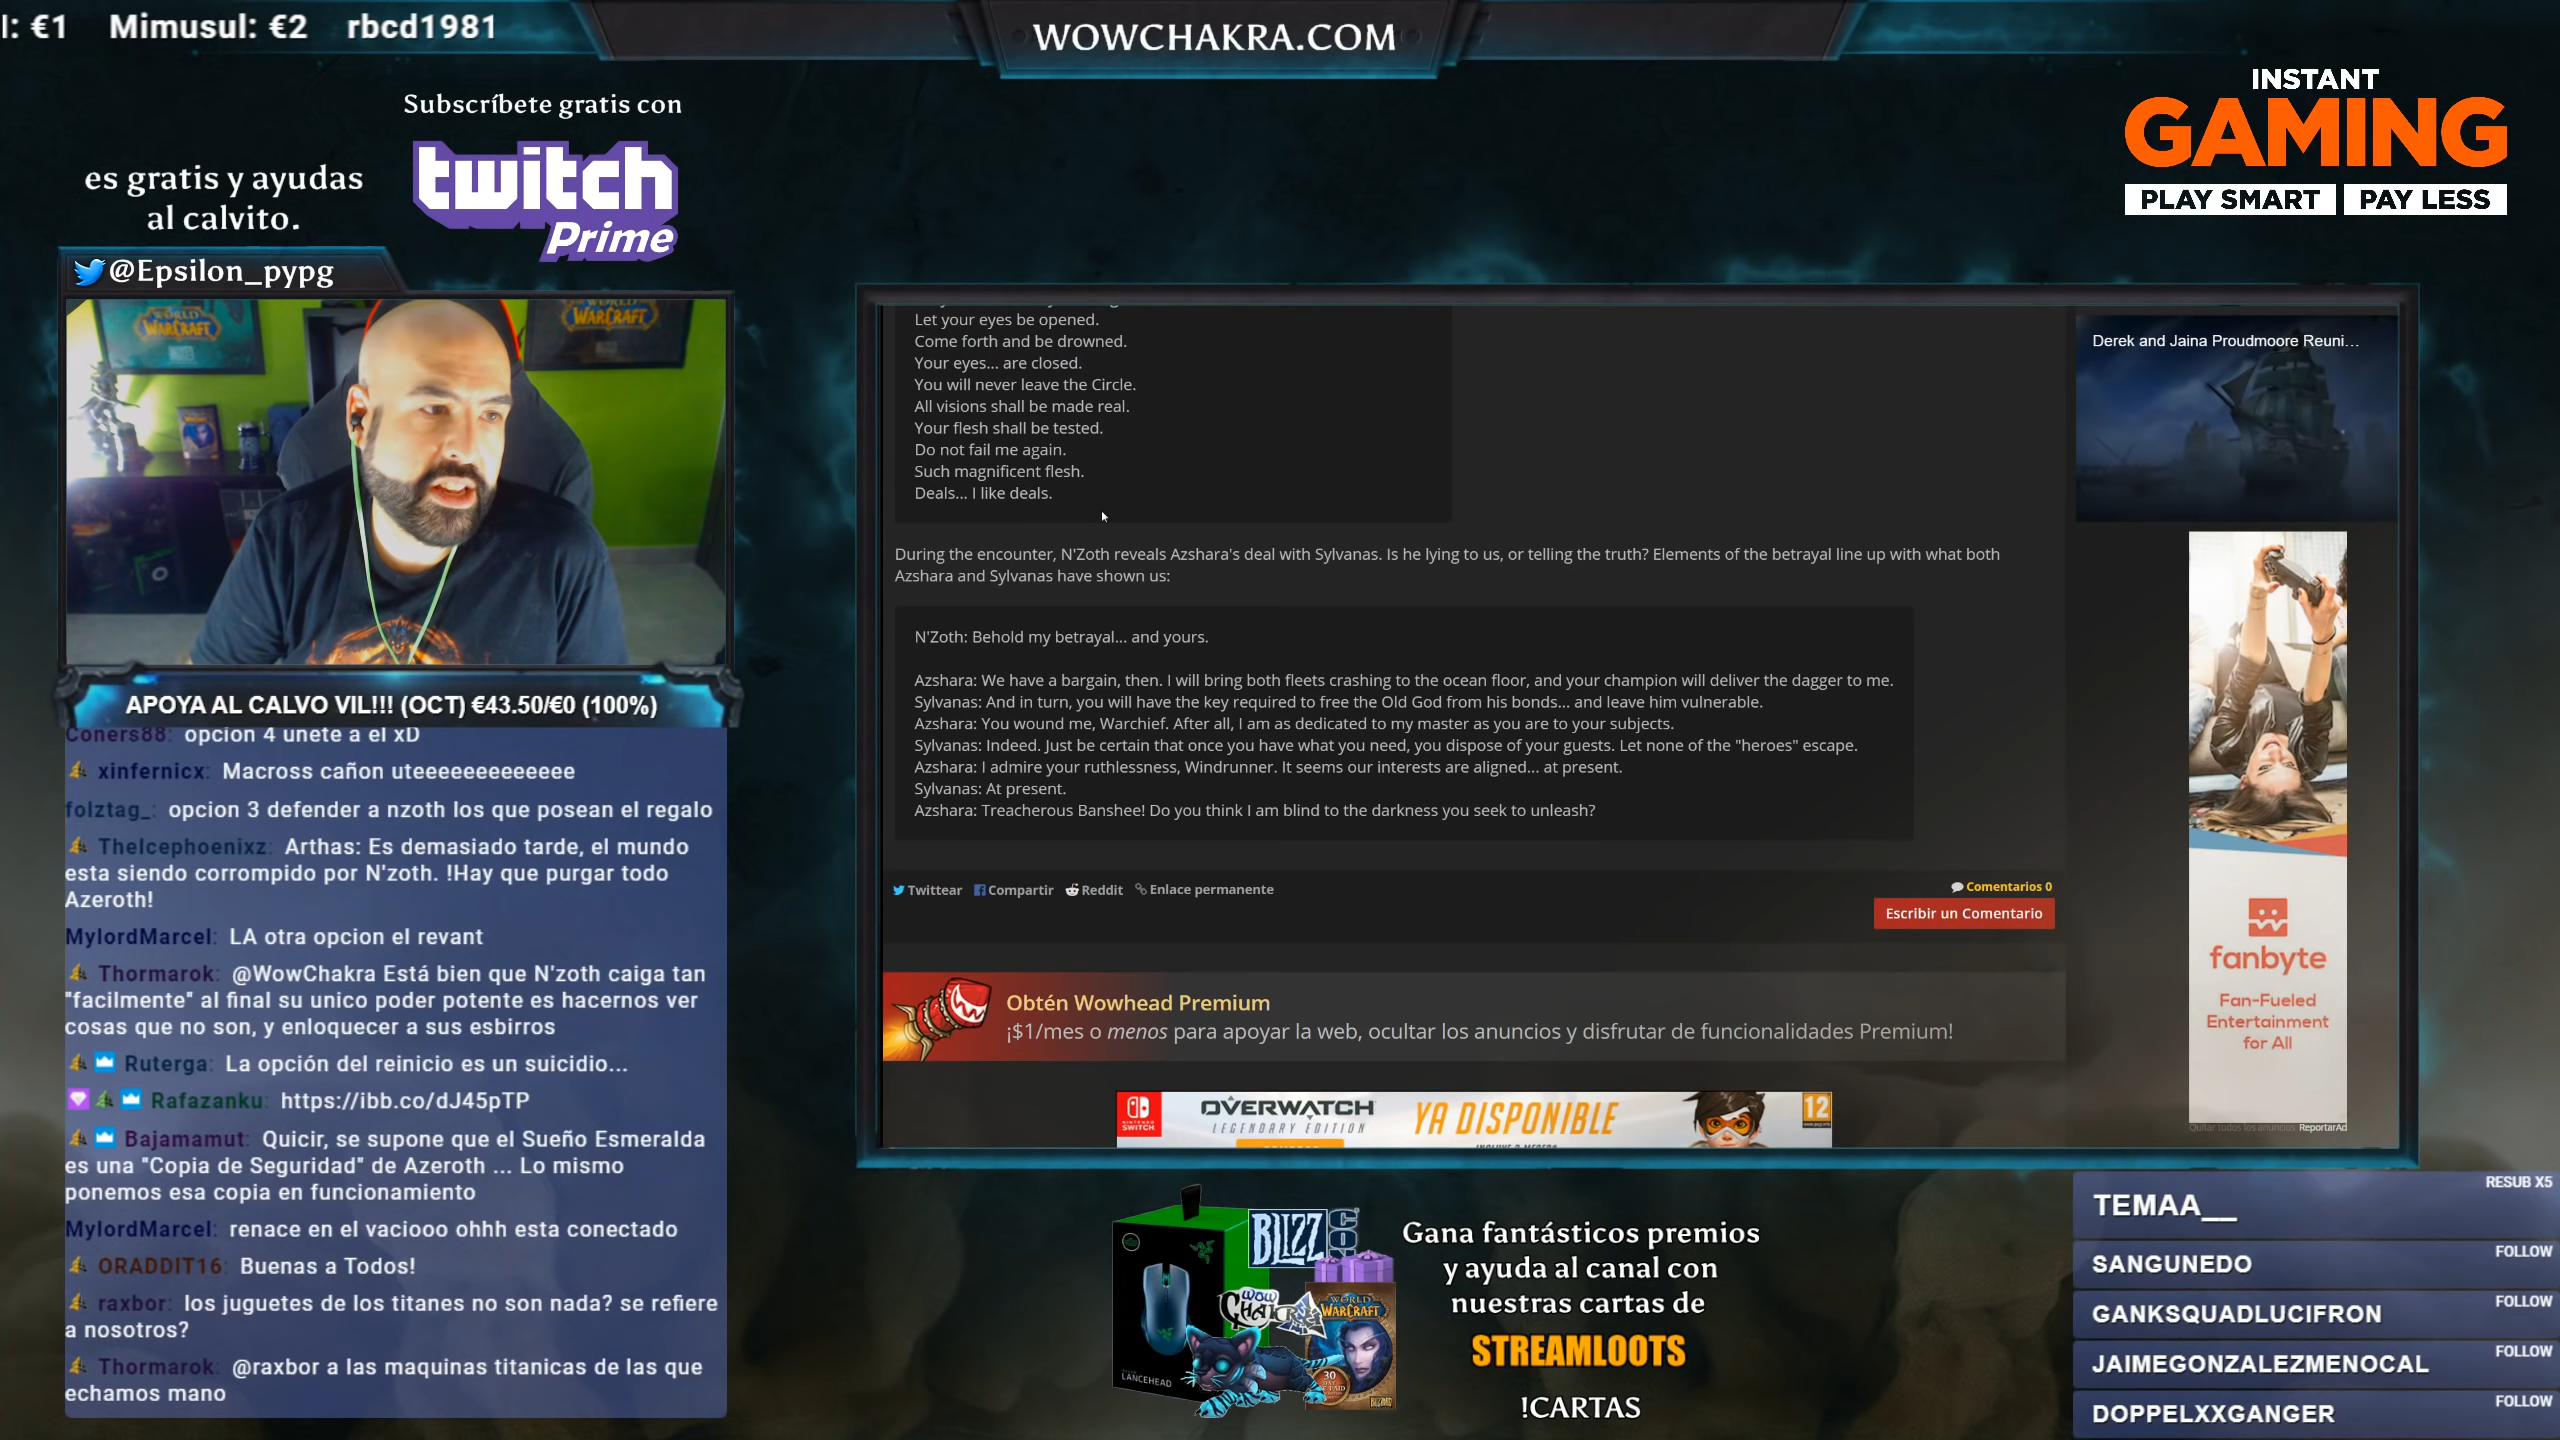 l: €1 Mimusul: €2 rbcd1981
WOWCHAKRA.COM
Subscríbete gratis con
twitch
Prime
es gratis y ayudas
al calvito.
INSTANT
GAMING
PLAY SMART PAY LESS
@Epsilon_pypg
WORLD
WARCRAFT
WORLD
WARCRAFT
APOYA AL CALVO VIL!!! (OCT) €43.50/€0 (100%)
Coners88: opcion 4 unete a el xD
xinfernicx: Macross cañon uteeeeeeeeeeeee
folztag_: opcion 3 defender a nzoth los que posean el regalo
TheIcephoenixz: Arthas: Es demasiado tarde, el mundo
esta siendo corrompido por N'zoth. !Hay que purgar todo
Azeroth!
MylordMarcel: LA otra opcion el revant
Thormarok: @WowChakra Está bien que N'zoth caiga tan
"facilmente" al final su unico poder potente es hacernos ver
cosas que no son, y enloquecer a sus esbirros
Ruterga: La opción del reinicio es un suicidio...
Rafazanku: https://ibb.co/dJ45pTP
Bajamamut: Quicir, se supone que el Sueño Esmeralda
es una "Copia de Seguridad" de Azeroth ... Lo mismo
ponemos esa copia en funcionamiento
MylordMarcel: renace en el vaciooo ohhh esta conectado
ORADDIT16: Buenas a Todos!
raxbor: los juguetes de los titanes no son nada? se refiere
a nosotros?
Thormarok: @raxbor a las maquinas titanicas de las que
echamos mano
Let your eyes be opened.
Come forth and be drowned.
Your eyes... are closed.
You will never leave the Circle.
All visions shall be made real.
Your flesh shall be tested.
Do not fail me again.
Such magnificent flesh.
Deals... I like deals.
During the encounter, N'Zoth reveals Azshara's deal with Sylvanas. Is he lying to us, or telling the truth? Elements of the betrayal line up with what both
Azshara and Sylvanas have shown us:
N'Zoth: Behold my betrayal... and yours.
Azshara: We have a bargain, then. I will bring both fleets crashing to the ocean floor, and your champion will deliver the dagger to me.
Sylvanas: And in turn, you will have the key required to free the Old God from his bonds... and leave him vulnerable.
Azshara: You wound me, Warchief. After all, I am as dedicated to my master as you are to your subjects.
Sylvanas: Indeed. Just be certain that once you have what you need, you dispose of your guests. Let none of the "heroes" escape.
Azshara: I admire your ruthlessness, Windrunner. It seems our interests are aligned... at present.
Sylvanas: At present.
Azshara: Treacherous Banshee! Do you think I am blind to the darkness you seek to unleash?
Twittear Compartir Reddit Enlace permanente
Comentarios 0
Escribir un Comentario
Obtén Wowhead Premium
¡$1/mes o menos para apoyar la web, ocultar los anuncios y disfrutar de funcionalidades Premium!
NINTENDO
SWITCH
OVERWATCH
LEGENDARY EDITION
YA DISPONIBLE
12
Derek and Jaina Proudmoore Reuni...
fanbyte
Fan-Fueled
Entertainment
for All
Quitar todos los anuncios ReportarAd
BLIZZ
CON
WOW
CHAKRA
WORLD
WARCRAFT
30
LANCEHEAD
Gana fantásticos premios
y ayuda al canal con
nuestras cartas de
STREAMLOOTS
!CARTAS
RESUB X5
TEMAA__
FOLLOW
SANGUNEDO
FOLLOW
GANKSQUADLUCIFRON
FOLLOW
JAIMEGONZALEZMENOCAL
FOLLOW
DOPPELXXGANGER